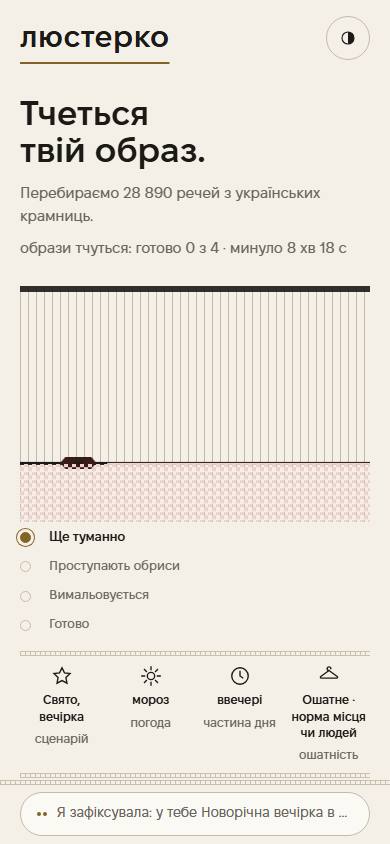 люстерко
Тчеться
твій образ.
Перебираємо 28 890 речей з українських
крамниць.
образи тчуться: готово 0 з 4 · минуло 8 хв 18 с
Ще туманно
Проступають обриси
Вимальовується
Готово
Свято,
вечірка
сценарій
мороз
погода
ввечері
частина дня
Ошатне ·
норма місця
чи людей
ошатність
Я зафіксувала: у тебе Новорічна вечірка в ...